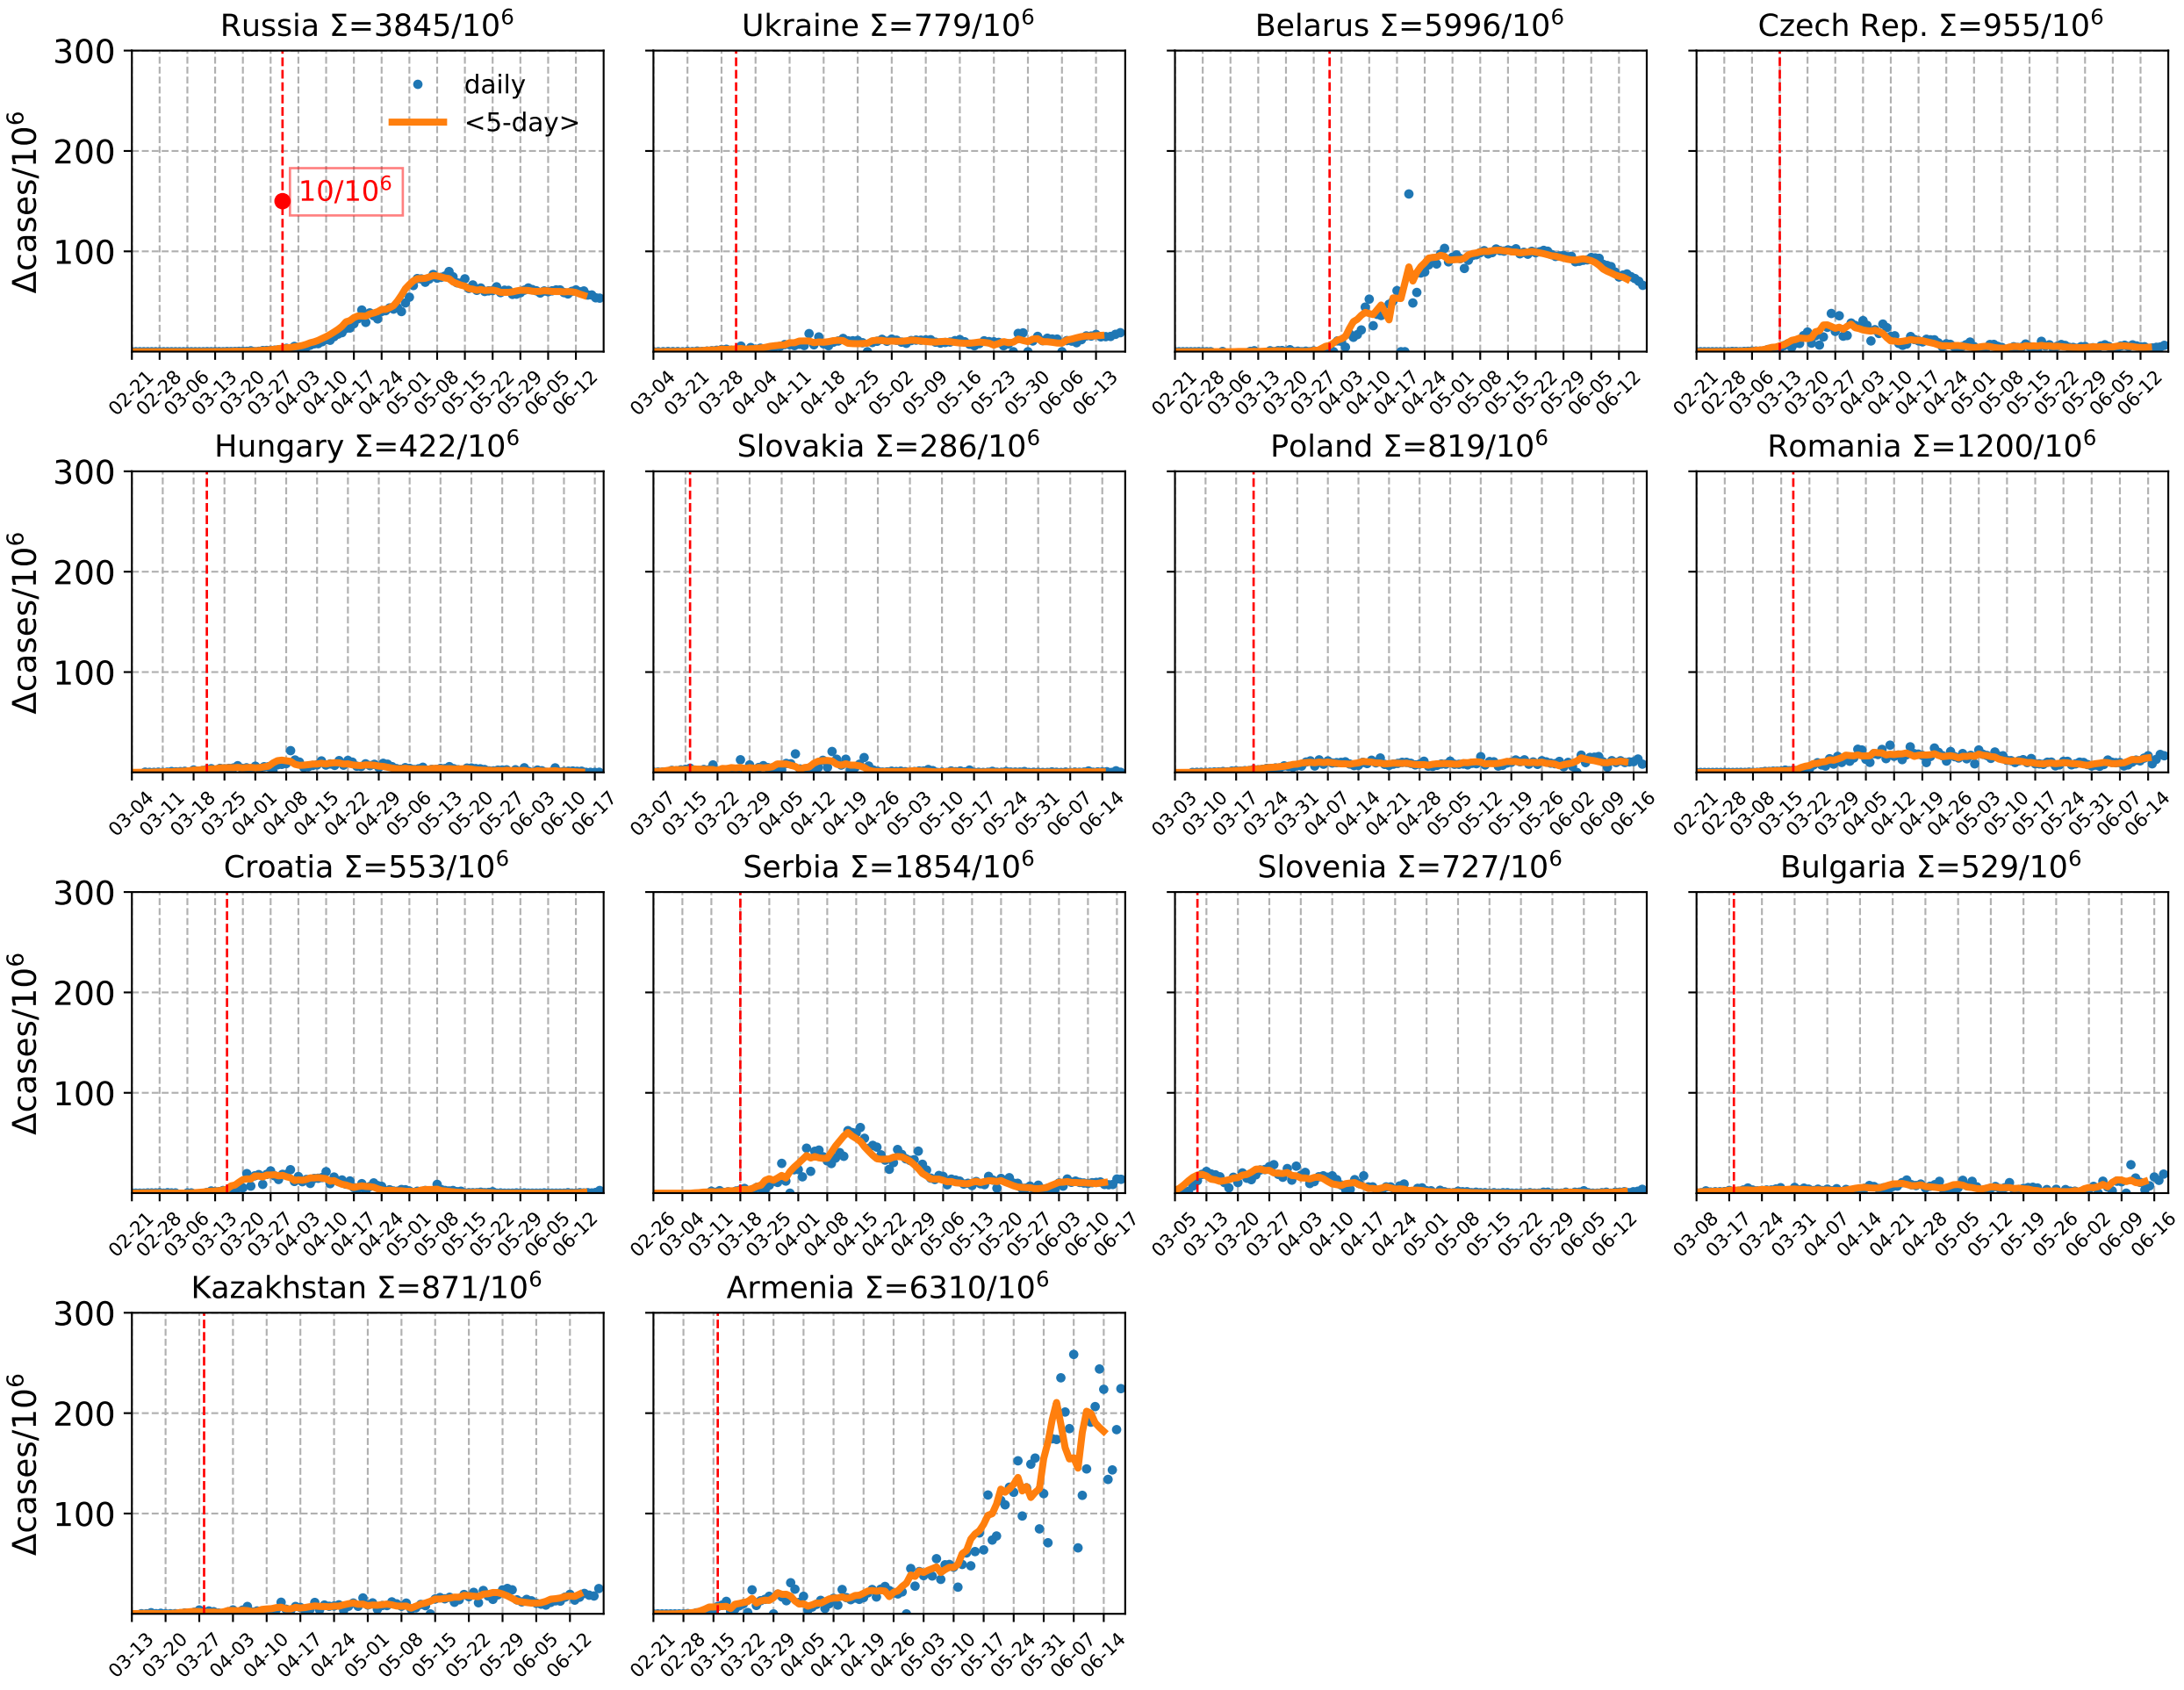 Russia Σ=3845/10⁶
Ukraine Σ=779/10⁶
Belarus Σ=5996/10⁶
Czech Rep. Σ=955/10⁶
Δcases/10⁶
300
200
100
daily
<5-day>
10/10⁶
02-21 02-28 03-06 03-13 03-20 03-27 04-03 04-10 04-17 04-24 05-01 05-08 05-15 05-22 05-29 06-05 06-12
03-04 03-21 03-28 04-04 04-11 04-18 04-25 05-02 05-09 05-16 05-23 05-30 06-06 06-13
02-21 02-28 03-06 03-13 03-20 03-27 04-03 04-10 04-17 04-24 05-01 05-08 05-15 05-22 05-29 06-05 06-12
02-21 02-28 03-06 03-13 03-20 03-27 04-03 04-10 04-17 04-24 05-01 05-08 05-15 05-22 05-29 06-05 06-12
Hungary Σ=422/10⁶
Slovakia Σ=286/10⁶
Poland Σ=819/10⁶
Romania Σ=1200/10⁶
Δcases/10⁶
300
200
100
03-04 03-11 03-18 03-25 04-01 04-08 04-15 04-22 04-29 05-06 05-13 05-20 05-27 06-03 06-10 06-17
03-07 03-15 03-22 03-29 04-05 04-12 04-19 04-26 05-03 05-10 05-17 05-24 05-31 06-07 06-14
03-03 03-10 03-17 03-24 03-31 03-07 04-14 04-21 04-28 05-05 05-12 05-19 05-26 06-02 06-09 06-16
02-21 02-28 03-08 03-15 03-22 03-29 04-05 04-12 04-19 04-26 05-03 05-10 05-17 05-24 05-31 06-07 06-14
Croatia Σ=553/10⁶
Serbia Σ=1854/10⁶
Slovenia Σ=727/10⁶
Bulgaria Σ=529/10⁶
Δcases/10⁶
300
200
100
02-21 02-28 03-06 03-13 03-20 03-27 04-03 04-10 04-17 04-24 05-01 05-08 05-15 05-22 05-29 06-05 06-12
02-26 03-04 03-11 03-18 03-25 04-01 04-08 04-15 04-22 04-29 05-06 05-13 05-20 05-27 06-03 06-10 06-17
03-05 03-13 03-20 03-27 04-03 04-10 04-17 04-24 05-01 05-08 05-15 05-22 05-29 06-05 06-12
03-08 03-17 03-24 03-31 04-07 04-14 04-21 04-28 05-05 05-12 05-19 05-26 06-02 06-09 06-16
Kazakhstan Σ=871/10⁶
Armenia Σ=6310/10⁶
Δcases/10⁶
300
200
100
03-13 03-20 03-27 04-03 04-10 04-17 04-24 05-01 05-08 05-15 05-22 05-29 06-05 06-12
02-21 02-28 03-15 03-22 03-29 04-05 04-12 04-19 04-26 05-03 05-10 05-17 05-24 05-31 06-07 06-14